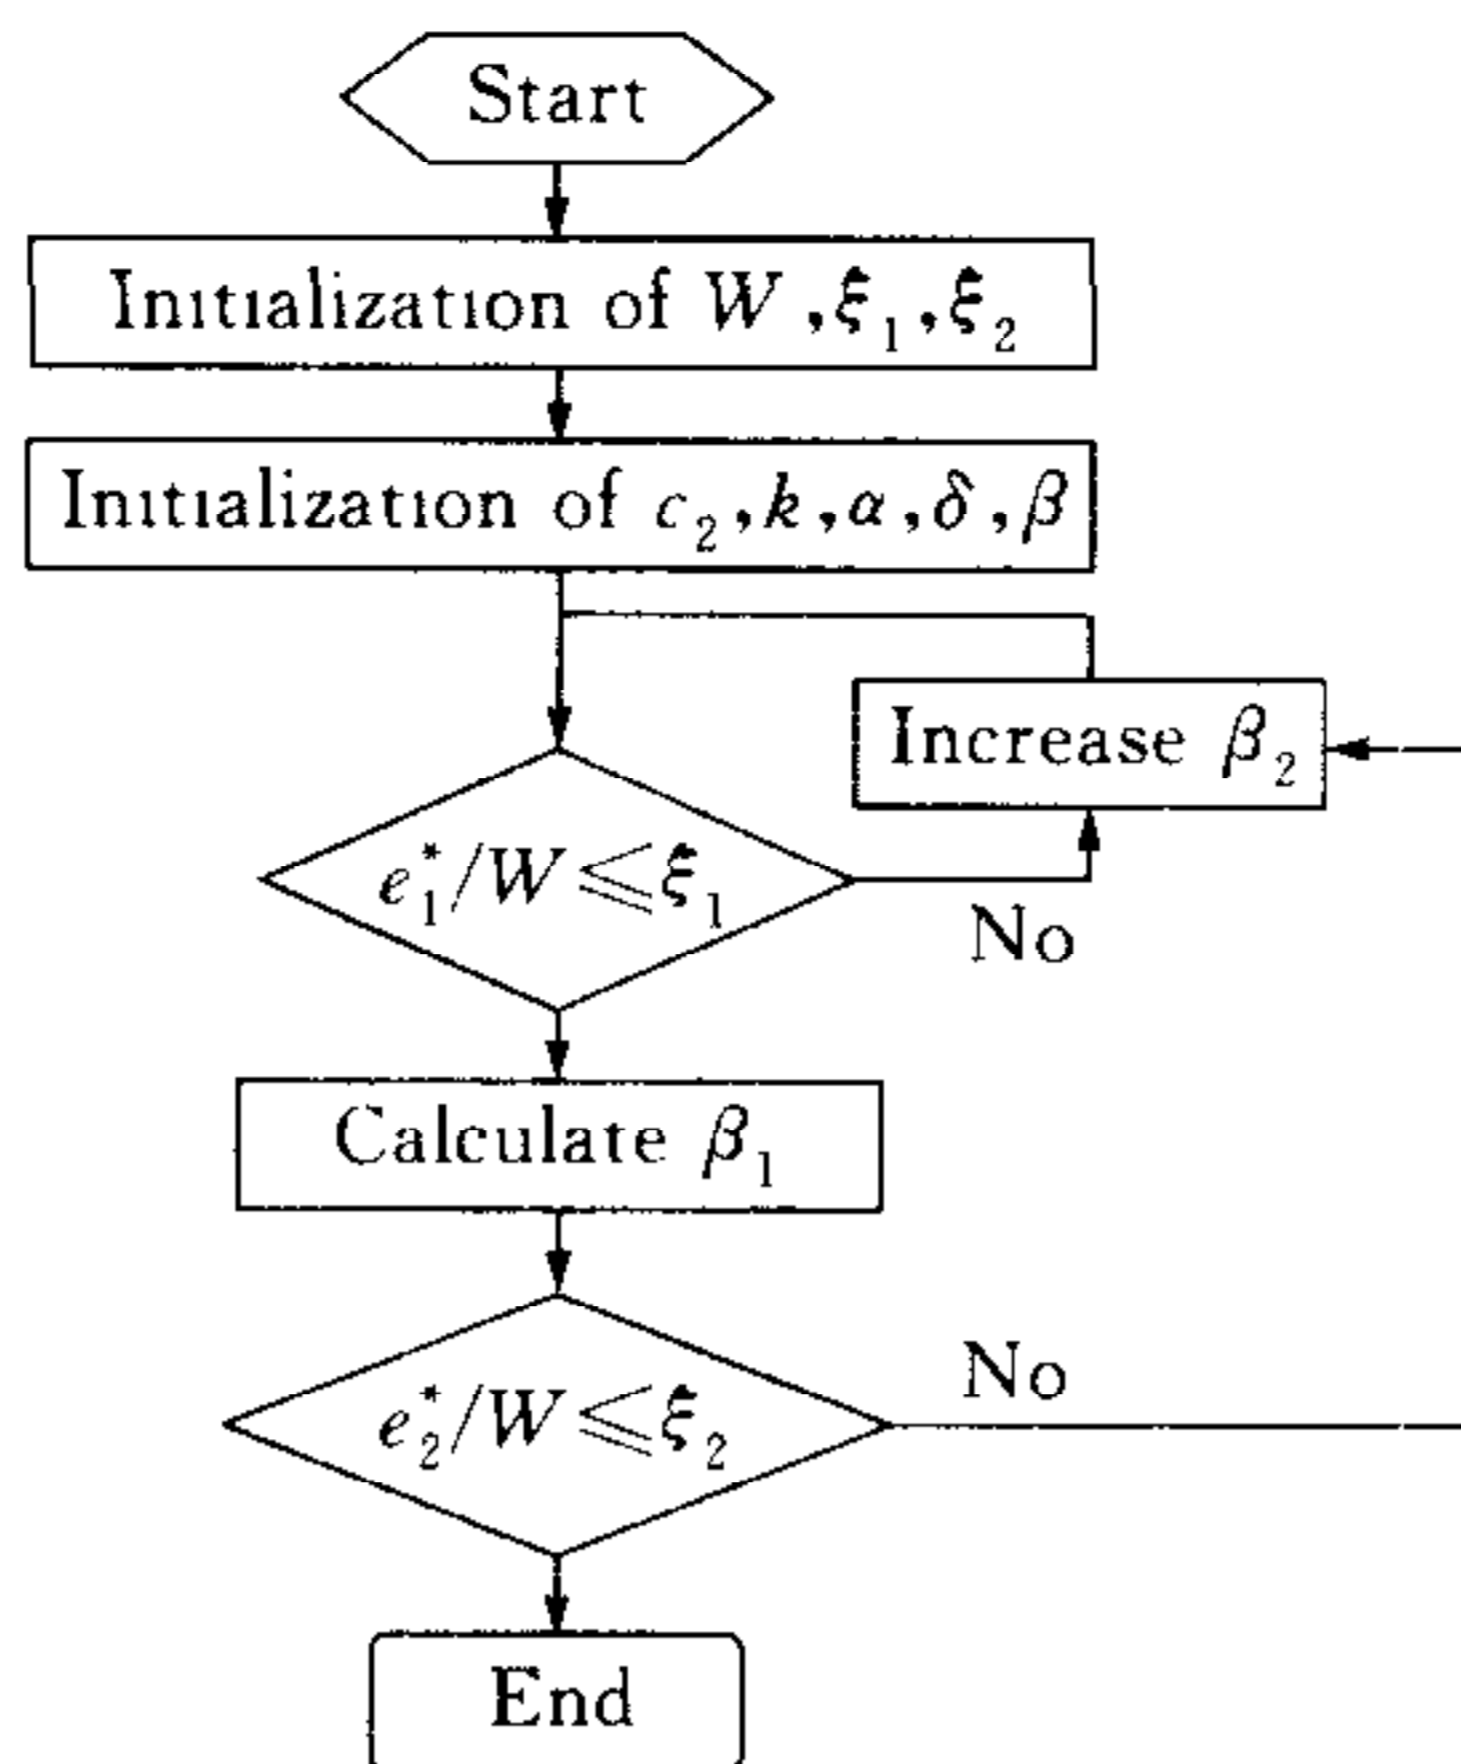 Start
Initialization of W, ξ₁, ξ₂
Initialization of c₂, k, α, δ, β
Increase β₂
e₁*/W ≤ ξ₁
No
Calculate β₁
No
e₂*/W ≤ ξ₂
End